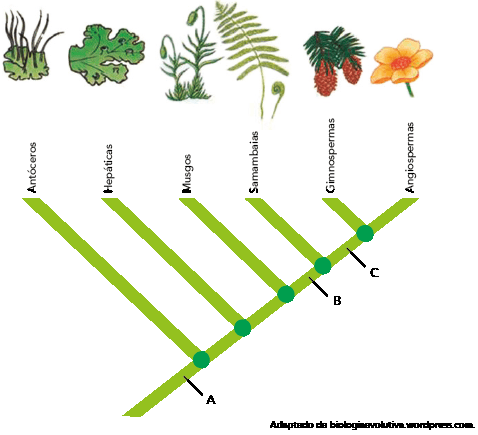 Antóceros
Hepáticas
Musgos
Samambaias
Gimnospermas
Angiospermas
C
B
A
Adaptado de biologiaevolutiva.wordpress.com.